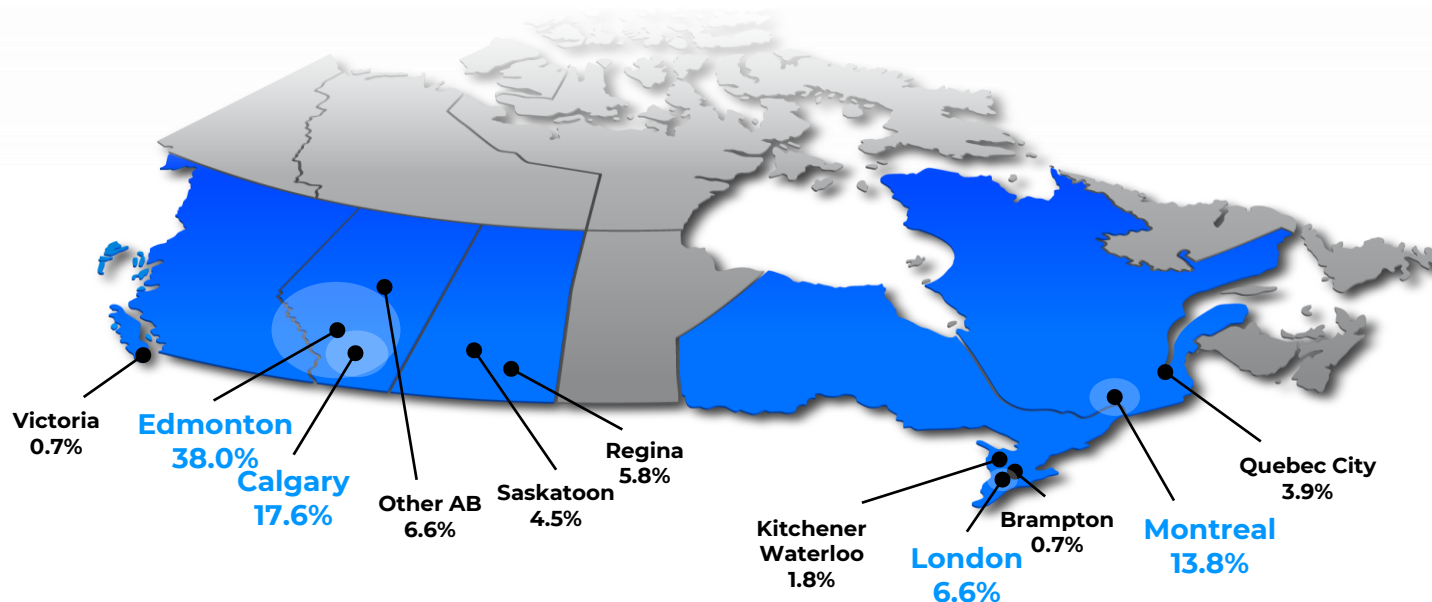 Victoria
0.7%
Edmonton
38.0%
Calgary
17.6%
Other AB
6.6%
Saskatoon
4.5%
Regina
5.8%
Kitchener
Waterloo
1.8%
London
6.6%
Brampton
0.7%
Montreal
13.8%
Quebec City
3.9%